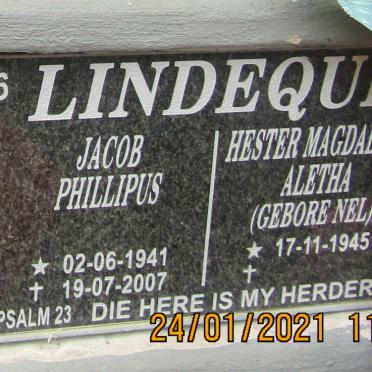 6 LINDEQU
JACOB
PHILLIPUS
02-06-1941
19-07-2007
HESTER MAGDAL
ALETHA
(GEBORE NEL)
17-11-1945
PSALM 23 DIE HERE IS MY HERDER
24/01/2021 11